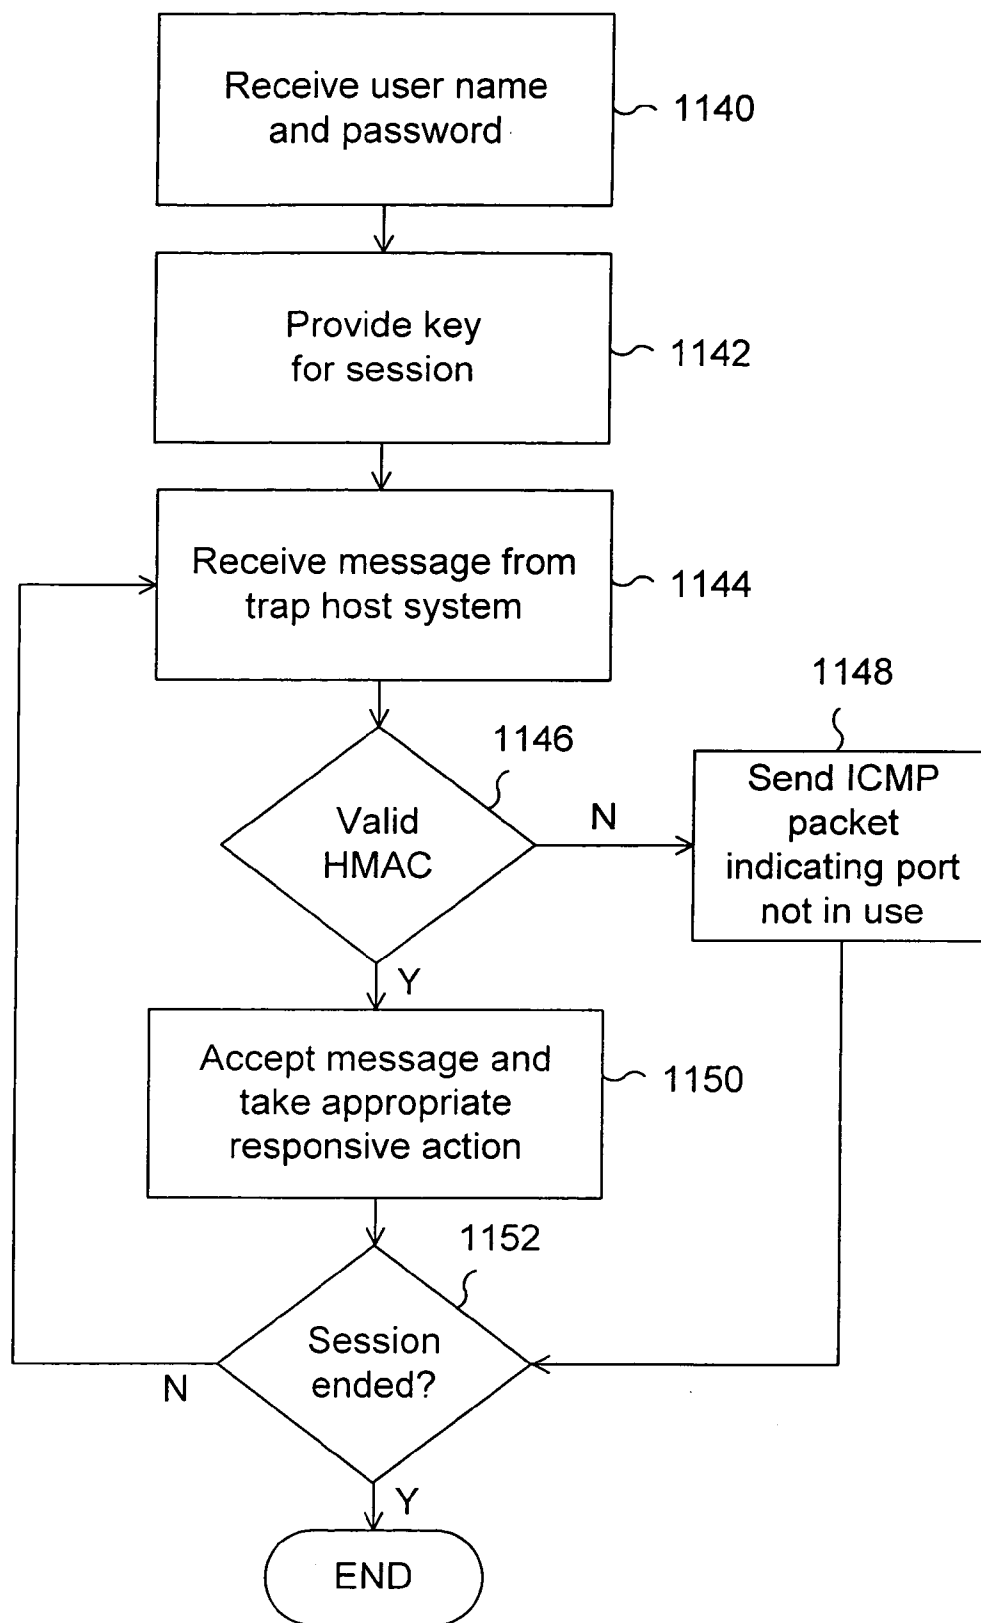 Receive user name
and password
1140
Provide key
for session
1142
Receive message from
trap host system
1144
1146
Valid
HMAC
N
1148
Send ICMP
packet
indicating port
not in use
Y
Accept message and
take appropriate
responsive action
1150
1152
Session
ended?
N
Y
END